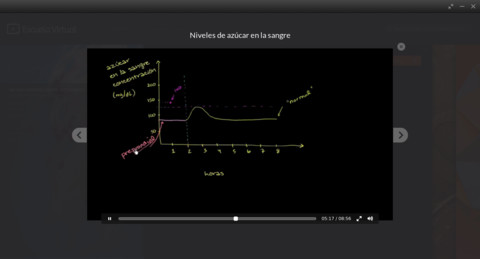 Niveles de azúcar en la sangre
azúcar
en la sangre
concentración
(mg/dL)
200
150
100
50
"normal"
1 2 3 4 5 6 7 8
horas
05:17 / 08:56